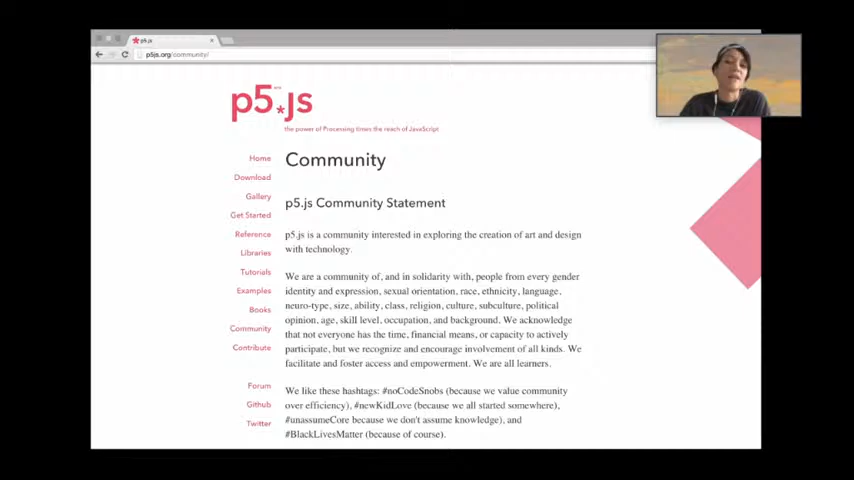 p5.js
p5js.org/community/
p5*js
the power of Processing times the reach of JavaScript
Home
Download
Gallery
Get Started
Reference
Libraries
Tutorials
Examples
Books
Community
Contribute
Forum
Github
Twitter
Community
p5.js Community Statement
p5.js is a community interested in exploring the creation of art and design
with technology.
We are a community of, and in solidarity with, people from every gender
identity and expression, sexual orientation, race, ethnicity, language,
neuro-type, size, ability, class, religion, culture, subculture, political
opinion, age, skill level, occupation, and background. We acknowledge
that not everyone has the time, financial means, or capacity to actively
participate, but we recognize and encourage involvement of all kinds. We
facilitate and foster access and empowerment. We are all learners.
We like these hashtags: #noCodeSnobs (because we value community
over efficiency), #newKidLove (because we all started somewhere),
#unassumeCore because we don't assume knowledge), and
#BlackLivesMatter (because of course).